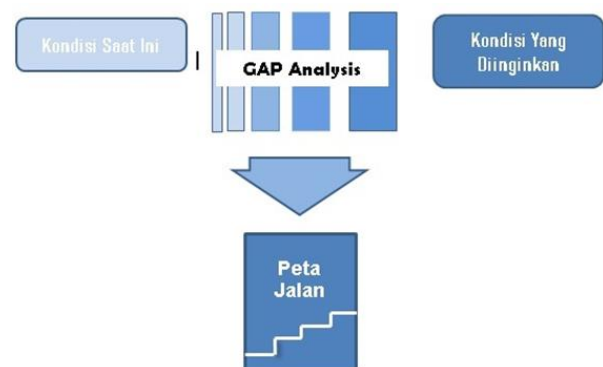 Kondisi Saat Ini
GAP Analysis
Kondisi Yang
Diinginkan
Peta
Jalan